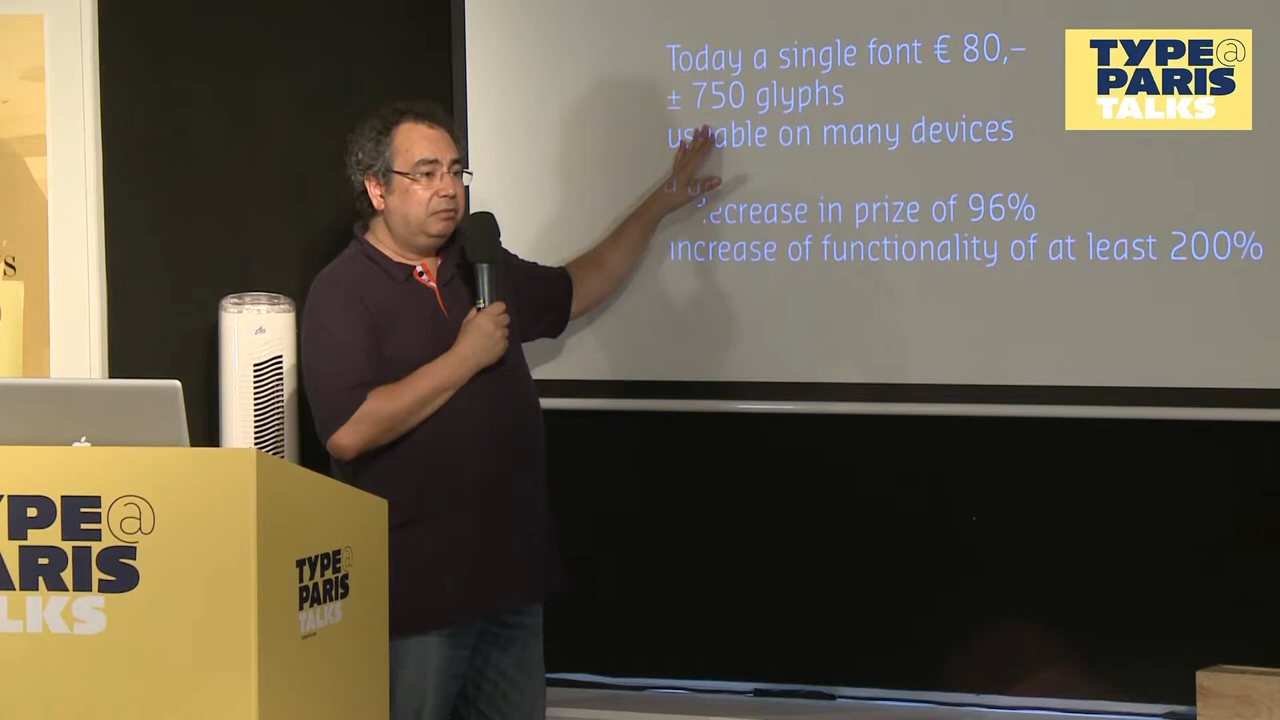 Today a single font € 80,–
± 750 glyphs
on many devices
in prize of 96%
increase of functionality of at least 200%
TYPE@
PARIS
TALKS
TYPE@
PARIS
TALKS